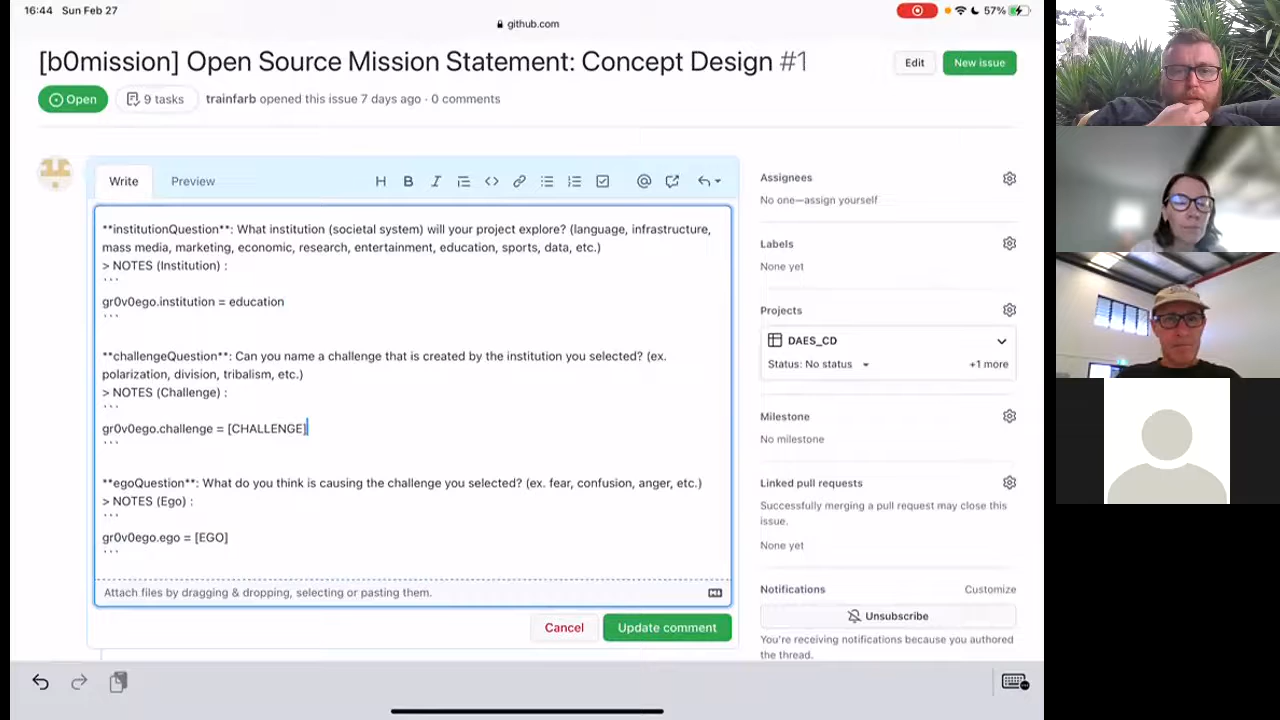 16:44 Sun Feb 27
57%
github.com
[b0mission] Open Source Mission Statement: Concept Design #1
Edit
New issue
Open
9 tasks
trainfarb opened this issue 7 days ago · 0 comments
Write
Preview
**institutionQuestion**: What institution (societal system) will your project explore? (language, infrastructure,
mass media, marketing, economic, research, entertainment, education, sports, data, etc.)
> NOTES (Institution) :
```
gr0v0ego.institution = education
```
**challengeQuestion**: Can you name a challenge that is created by the institution you selected? (ex.
polarization, division, tribalism, etc.)
> NOTES (Challenge) :
```
gr0v0ego.challenge = [CHALLENGE]
```
**egoQuestion**: What do you think is causing the challenge you selected? (ex. fear, confusion, anger, etc.)
> NOTES (Ego) :
```
gr0v0ego.ego = [EGO]
```
Attach files by dragging & dropping, selecting or pasting them.
Cancel
Update comment
Assignees
No one—assign yourself
Labels
None yet
Projects
DAES_CD
Status: No status
+1 more
Milestone
No milestone
Linked pull requests
Successfully merging a pull request may close this
issue.
None yet
Notifications
Customize
Unsubscribe
You're receiving notifications because you authored
the thread.